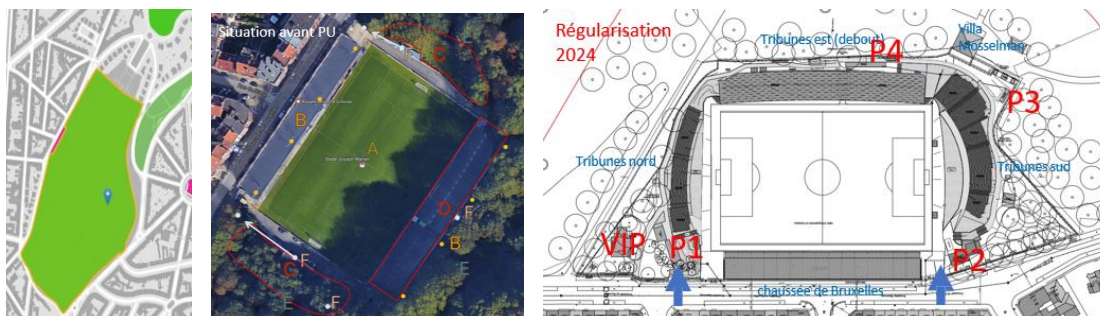 Situation avant PU
C
F
B
A
D
F
B
E
F
C
E
F
Régularisation
2024
Tribunes est (debout)
P4
Villa
Mosselman
P3
Tribunes nord
Tribunes sud
VIP
P1
P2
chaussée de Bruxelles